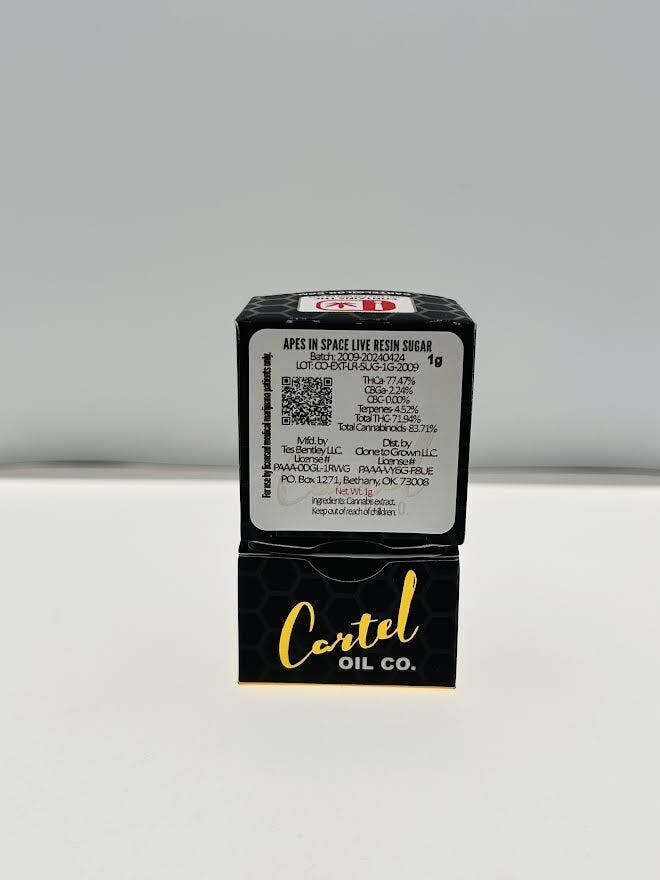 CARTELOILCO.COM
CONTAINS THC
APES IN SPACE LIVE RESIN SUGAR
Batch: 2009-20240424
1g
LOT: CO-EXT-LR-SUG-1G-2009
THCa- 77.47%
CBGa- 2.24%
CBG- 0.00%
Terpenes- 4.52%
Total THC- 71.94%
Total Cannabinoids- 83.71%
For use by licensed medical marijuana patients only.
Mfd. by
Tes Bentley LLC.
License #
PAAA-0DGL-1RWG
Dist. by
Clone to Grown LLC.
License #
PAAA-VY6G-F8UE
P.O. Box 1271, Bethany, OK. 73008
Net Wt. 1g
Ingredients: Cannabis extract.
Keep out of reach of children.
Cartel
OIL CO.